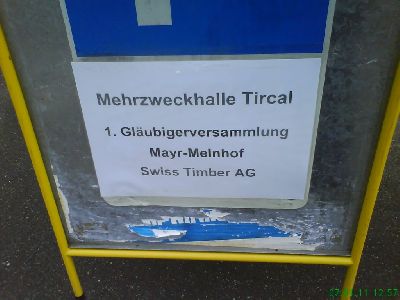 Mehrzweckhalle Tircal
1. Gläubigerversammlung
Mayr-Melnhof
Swiss Timber AG